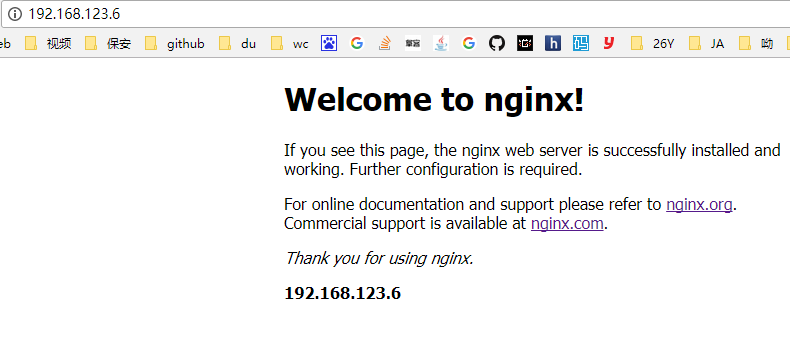 192.168.123.6
eb 视频 保安 github du wc 26Y JA 呦
Welcome to nginx!
If you see this page, the nginx web server is successfully installed and
working. Further configuration is required.
For online documentation and support please refer to nginx.org.
Commercial support is available at nginx.com.
Thank you for using nginx.
192.168.123.6